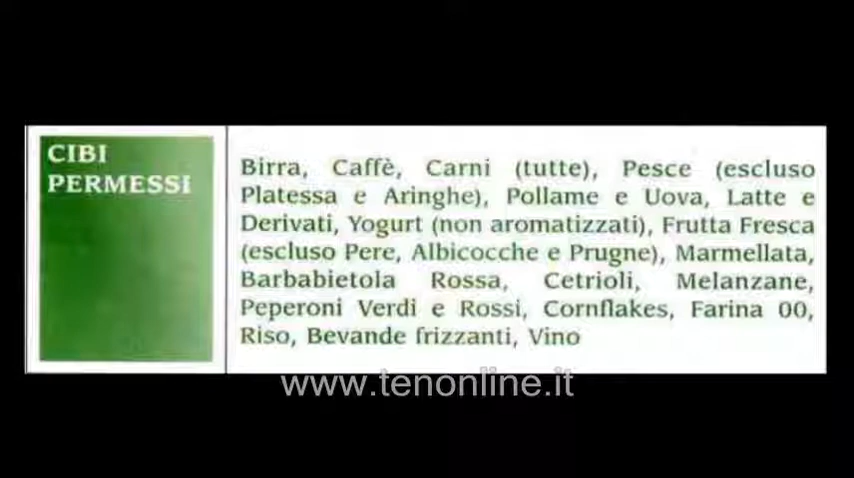 CIBI
PERMESSI
Birra, Caffè, Carni (tutte), Pesce (escluso
Platessa e Aringhe), Pollame e Uova, Latte e
Derivati, Yogurt (non aromatizzati), Frutta Fresca
(escluso Pere, Albicocche e Prugne), Marmellata,
Barbabietola Rossa, Cetrioli, Melanzane,
Peperoni Verdi e Rossi, Cornflakes, Farina 00,
Riso, Bevande frizzanti, Vino
www.tenonline.it